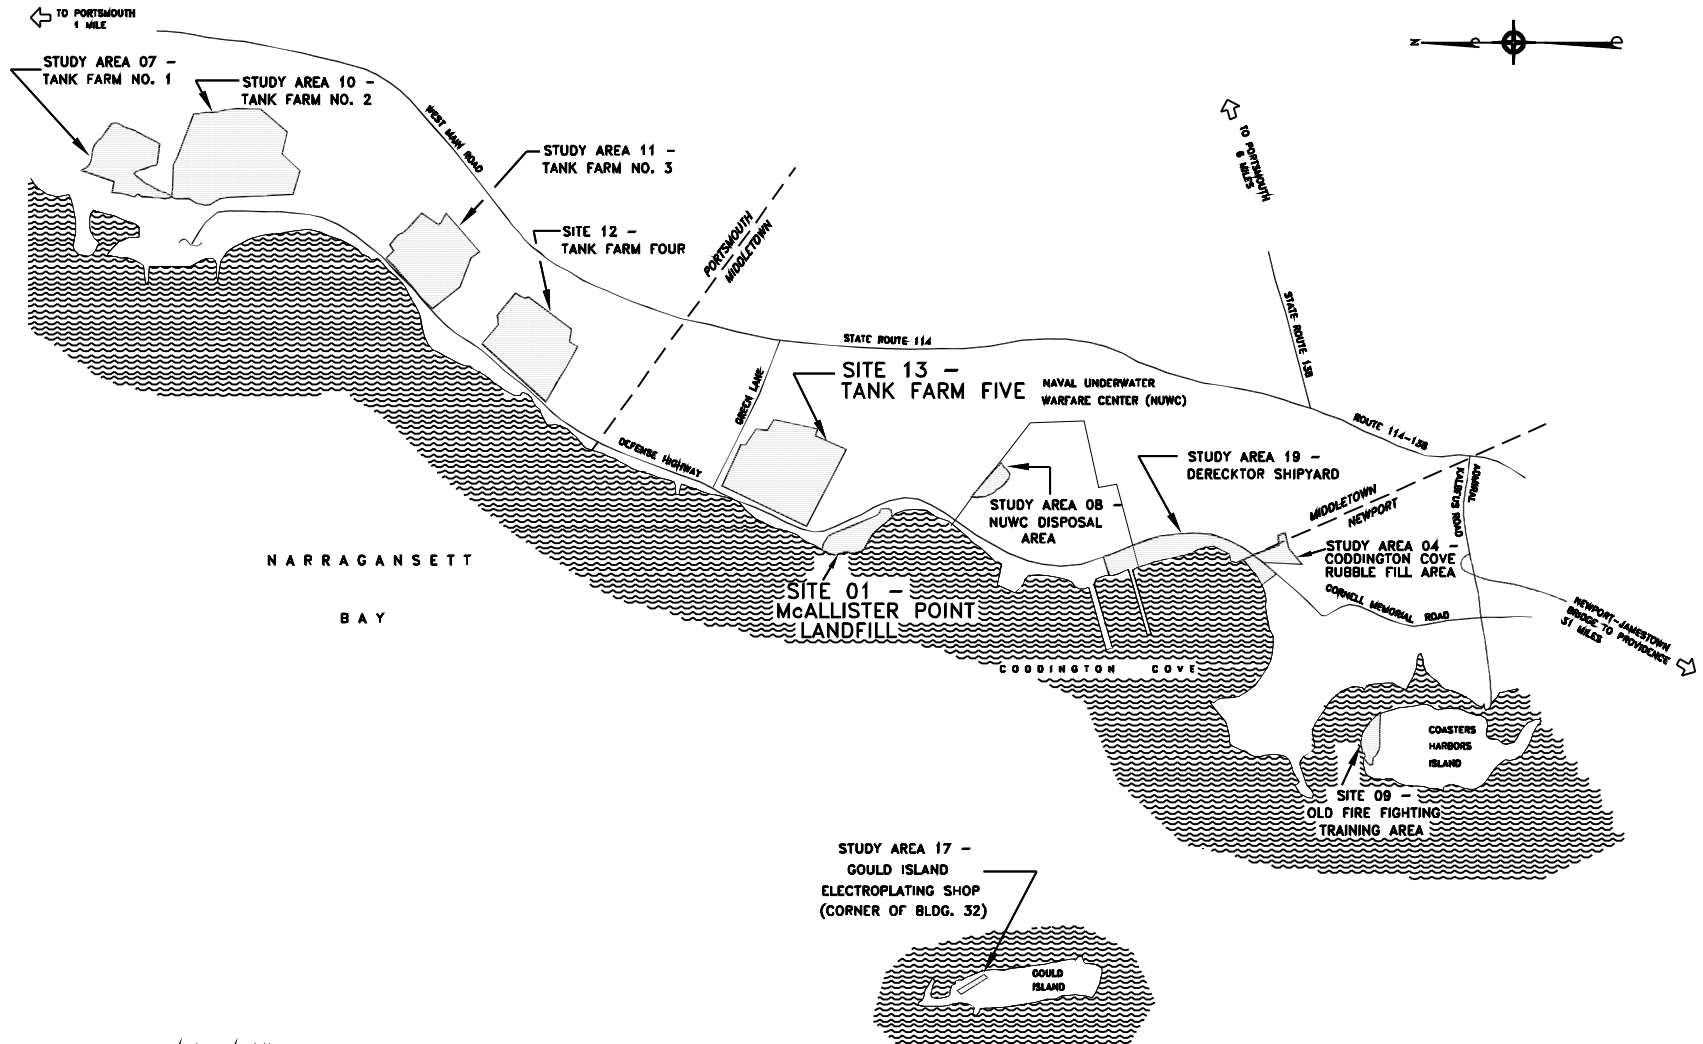 TO PORTSMOUTH
1 MILE
N
STUDY AREA 07 -
TANK FARM NO. 1
STUDY AREA 10 -
TANK FARM NO. 2
WEST MAIN ROAD
STUDY AREA 11 -
TANK FARM NO. 3
TO PORTSMOUTH
6 MILES
SITE 12 -
TANK FARM FOUR
PORTSMOUTH
MIDDLETOWN
STATE ROUTE 114
STATE ROUTE 138
SITE 13 -
TANK FARM FIVE
GREEN LANE
NAVAL UNDERWATER
WARFARE CENTER (NUWC)
ROUTE 114-138
DEFENSE HIGHWAY
STUDY AREA 19 -
DERECKTOR SHIPYARD
ADMIRAL
KALBFUS ROAD
MIDDLETOWN
NEWPORT
STUDY AREA 08 -
NUWC DISPOSAL
AREA
STUDY AREA 04 -
CODDINGTON COVE
RUBBLE FILL AREA
NARRAGANSETT
BAY
SITE 01 -
McALLISTER POINT
LANDFILL
CORNELL MEMORIAL ROAD
NEWPORT-JAMESTOWN
BRIDGE TO PROVIDENCE
31 MILES
CODDINGTON COVE
COASTERS
HARBORS
ISLAND
SITE 09 -
OLD FIRE FIGHTING
TRAINING AREA
STUDY AREA 17 -
GOULD ISLAND
ELECTROPLATING SHOP
(CORNER OF BLDG. 32)
GOULD
ISLAND